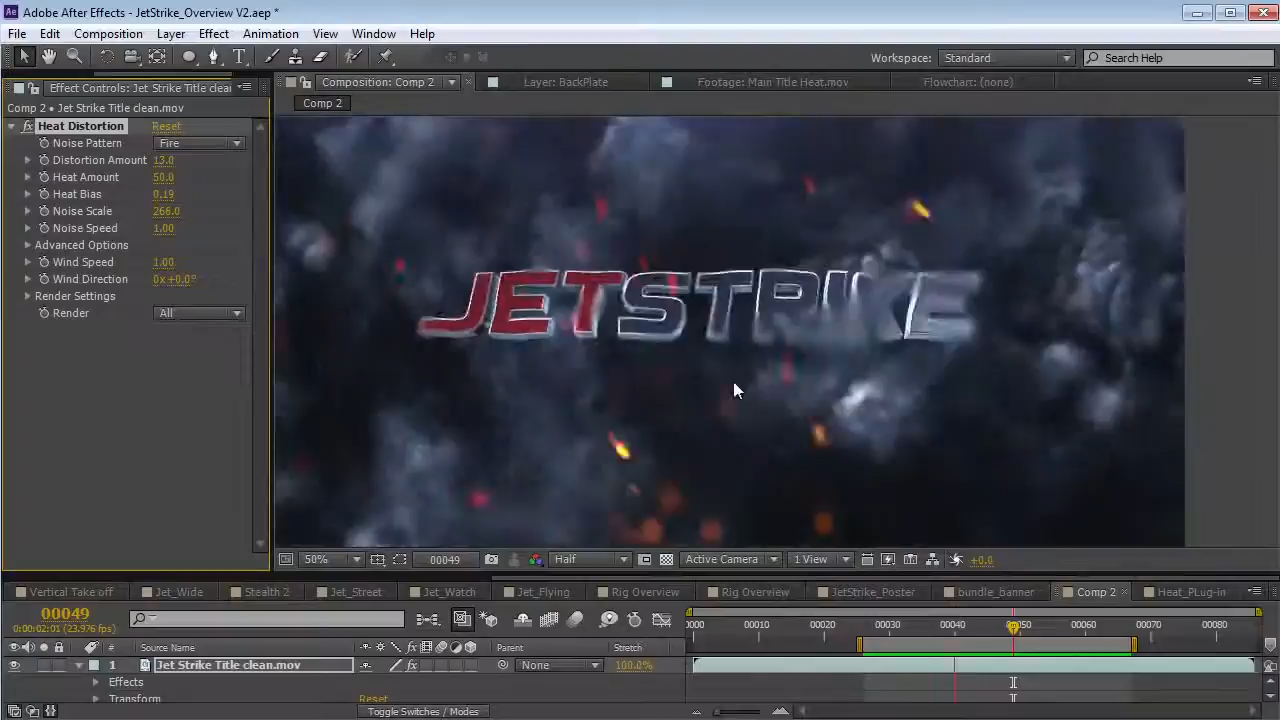 Adobe After Effects - JetStrike_Overview V2.aep *
File Edit Composition Layer Effect Animation View Window Help
Workspace: Standard Search Help
Effect Controls: Jet Strike Title clea
Composition: Comp 2 Layer: BackPlate Footage: Main Title Heat.mov Flowchart: (none)
Comp 2 • Jet Strike Title clean.mov
Comp 2
Heat Distortion Reset
Noise Pattern Fire
Distortion Amount 13.0
Heat Amount 50.0
Heat Bias 0.19
Noise Scale 266.0
Noise Speed 1.00
Advanced Options
Wind Speed 1.00
Wind Direction 0x+0.0°
Render Settings
Render All
JETSTRIKE
50% 00049 Half Active Camera 1 View +0.0
Vertical Take off Jet_Wide Stealth 2 Jet_Street Jet_Watch Jet_Flying Rig Overview Rig Overview JetStrike_Poster bundle_banner Comp 2 Heat_PLug-in
00049
0:00:02:01 (23.976 fps)
0000 00010 00020 00030 00040 00050 00060 00070 00080
# Source Name Parent Stretch
1 Jet Strike Title clean.mov None 100.0%
Effects
Transform Reset
Toggle Switches / Modes